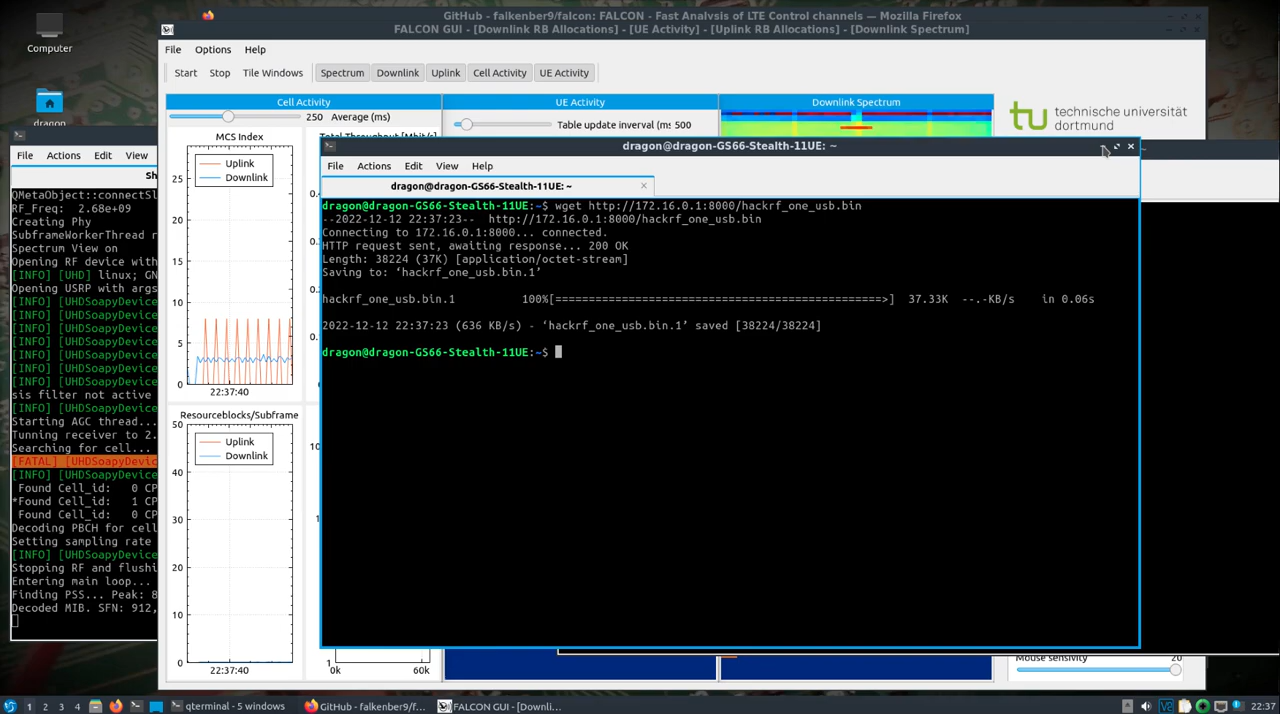 Computer
dragon
GitHub - falkenber9/falcon: FALCON - Fast Analysis of LTE Control channels — Mozilla Firefox
FALCON GUI - [Downlink RB Allocations] - [UE Activity] - [Uplink RB Allocations] - [Downlink Spectrum]
File Options Help
Start Stop Tile Windows Spectrum Downlink Uplink Cell Activity UE Activity
Cell Activity
250 Average (ms)
MCS Index
Uplink
Downlink
25
20
15
10
5
0
22:37:40
Resourceblocks/Subframe
Uplink
Downlink
50
40
30
20
10
0
22:37:40
Total Throughput [Mbit/s]
1
0k 60k
UE Activity
Table update inverval (ms 500
Downlink Spectrum
technische universität
dortmund
Mouse sensivity 20
File Actions Edit View
QMetaObject::connectSl
RF_Freq: 2.68e+09
Creating Phy
SubframeWorkerThread r
Spectrum View on
Opening RF device with
[INFO] [UHD] linux; GN
Opening USRP with args
[INFO] [UHDSoapyDevice
[INFO] [UHDSoapyDevice
[INFO] [UHDSoapyDevice
[INFO] [UHDSoapyDevice
[INFO] [UHDSoapyDevice
[INFO] [UHDSoapyDevice
[INFO] [UHDSoapyDevice
sis filter not active
[INFO] [UHDSoapyDevice
Starting AGC thread...
Tunning receiver to 2.
Searching for cell...
[FATAL] [UHDSoapyDevic
[INFO] [UHDSoapyDevice
Found Cell_id: 0 CP
*Found Cell_id: 1 CP
Found Cell_id: 0 CP
Decoding PBCH for cell
Setting sampling rate
[INFO] [UHDSoapyDevice
Stopping RF and flushi
Entering main loop...
Finding PSS... Peak: 8
Decoded MIB. SFN: 912,
dragon@dragon-GS66-Stealth-11UE: ~
File Actions Edit View Help
dragon@dragon-GS66-Stealth-11UE: ~
dragon@dragon-GS66-Stealth-11UE:~$ wget http://172.16.0.1:8000/hackrf_one_usb.bin
--2022-12-12 22:37:23-- http://172.16.0.1:8000/hackrf_one_usb.bin
Connecting to 172.16.0.1:8000... connected.
HTTP request sent, awaiting response... 200 OK
Length: 38224 (37K) [application/octet-stream]
Saving to: ‘hackrf_one_usb.bin.1’
hackrf_one_usb.bin.1 100%[=================================================>] 37.33K --.-KB/s in 0.06s
2022-12-12 22:37:23 (636 KB/s) - ‘hackrf_one_usb.bin.1’ saved [38224/38224]
dragon@dragon-GS66-Stealth-11UE:~$
1 2 3 4 qterminal - 5 windows GitHub - falkenber9/f... FALCON GUI - [Downli... 22:37